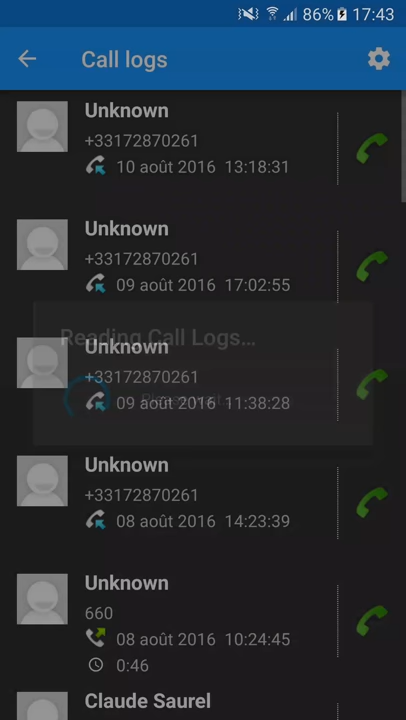 86% 17:43
Call logs
Unknown
+33172870261
10 août 2016 13:18:31
Unknown
+33172870261
09 août 2016 17:02:55
Reading Call Logs...
Unknown
+33172870261
Please wait...
09 août 2016 11:38:28
Unknown
+33172870261
08 août 2016 14:23:39
Unknown
660
08 août 2016 10:24:45
0:46
Claude Saurel